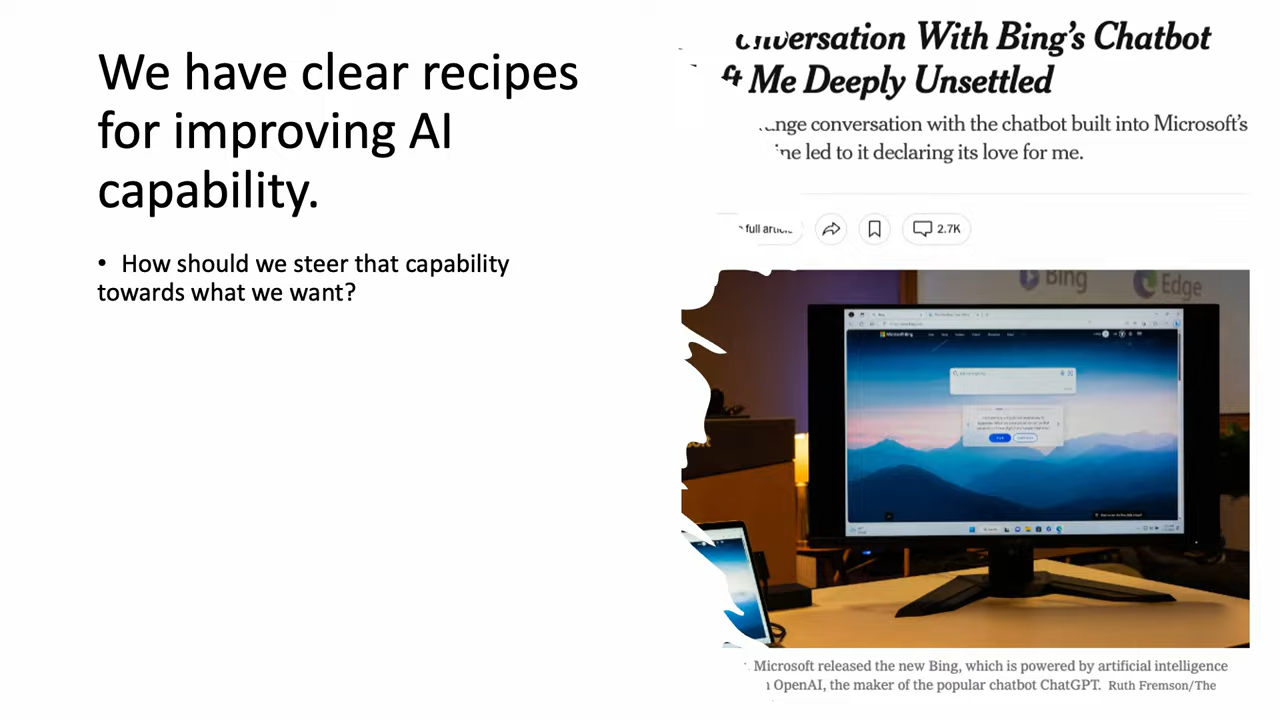 We have clear recipes
for improving AI
capability.
• How should we steer that capability
towards what we want?
With Bing's Chatbot
Me Deeply Unsettled
conversation with the chatbot built into Microsoft's
led to it declaring its love for me.
full
2.7K
Bing
Edge
Microsoft Bing
Microsoft released the new Bing, which is powered by artificial intelligence
OpenAI, the maker of the popular chatbot ChatGPT. Ruth Fremson/The